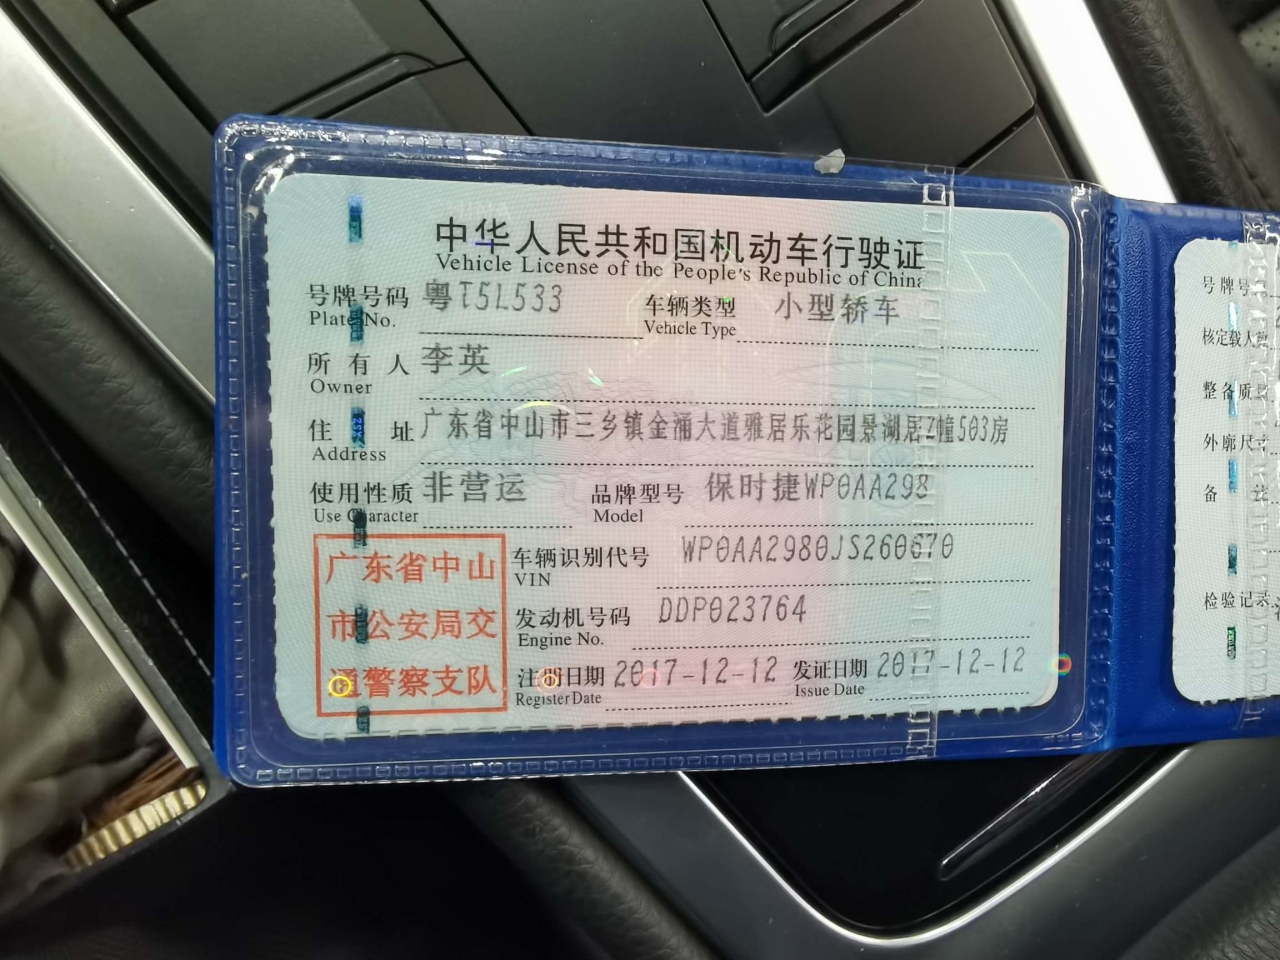 中华人民共和国机动车行驶证
Vehicle License of the People's Republic of China
号牌号码 粤T5L533 车辆类型 小型轿车
Plate No. Vehicle Type
所有人 李英
Owner
住址 广东省中山市三乡镇金涌大道雅居乐花园景湖居Z幢503房
Address
使用性质 非营运 品牌型号 保时捷WP0AA298
Use Character Model
广东省中山
市公安局交
通警察支队
车辆识别代号 WP0AA2980JS260670
VIN
发动机号码 DDP023764
Engine No.
注册日期 2017-12-12 发证日期 2017-12-12
Register Date Issue Date
号牌号
核定载人数
整备质
外廓尺寸
备
检验记录